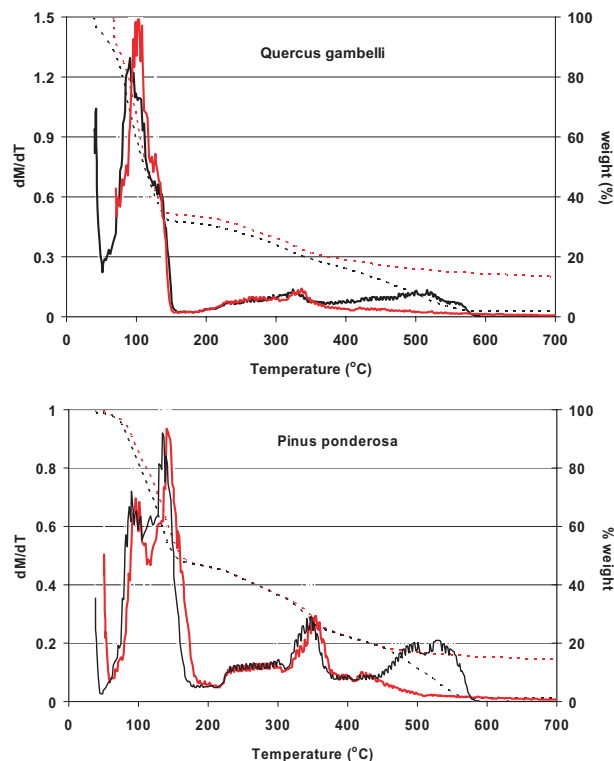 Quercus gambelli
1.5
1.2
0.9
0.6
0.3
0
dM/dT
100
80
60
40
20
0
weight (%)
0 100 200 300 400 500 600 700
Temperature (oC)
Pinus ponderosa
1
0.8
0.6
0.4
0.2
0
dM/dT
100
80
60
40
20
0
% weight
0 100 200 300 400 500 600 700
Temperature (oC)